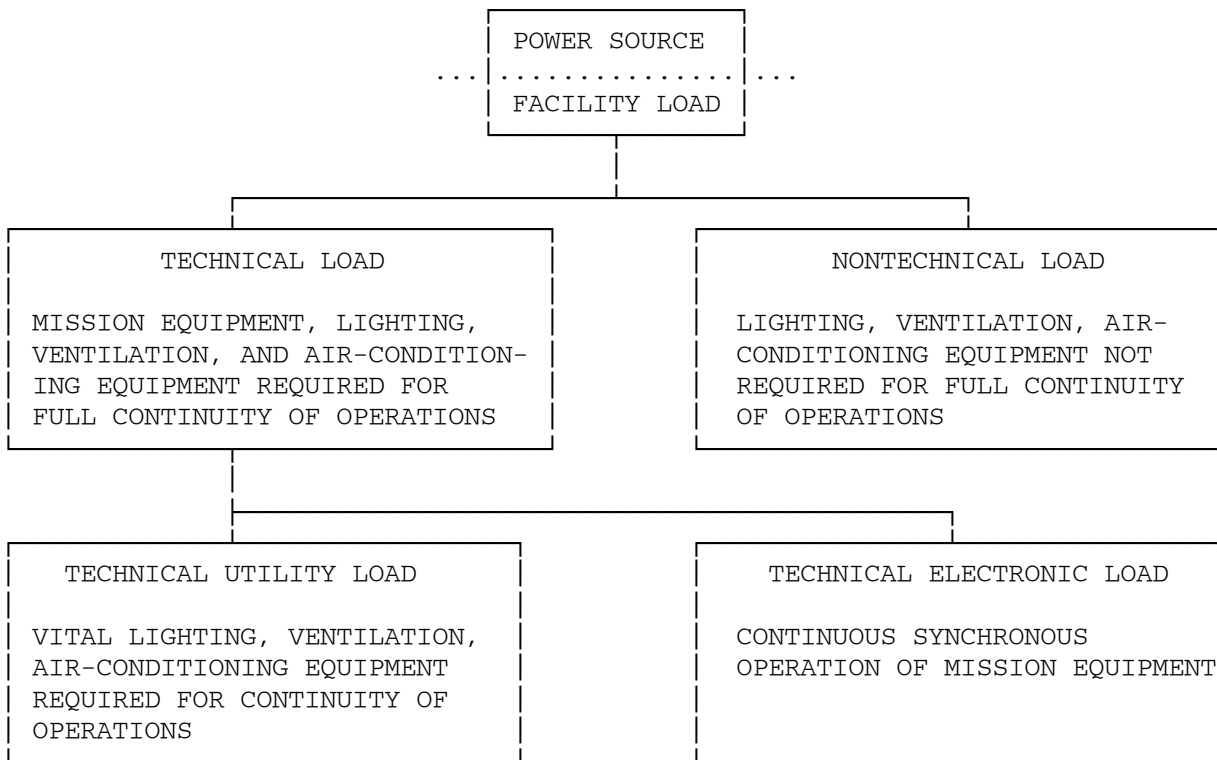 POWER SOURCE
... ............... ...
FACILITY LOAD
TECHNICAL LOAD
MISSION EQUIPMENT, LIGHTING,
VENTILATION, AND AIR-CONDITION-
ING EQUIPMENT REQUIRED FOR
FULL CONTINUITY OF OPERATIONS
NONTECHNICAL LOAD
LIGHTING, VENTILATION, AIR-
CONDITIONING EQUIPMENT NOT
REQUIRED FOR FULL CONTINUITY
OF OPERATIONS
TECHNICAL UTILITY LOAD
VITAL LIGHTING, VENTILATION,
AIR-CONDITIONING EQUIPMENT
REQUIRED FOR CONTINUITY OF
OPERATIONS
TECHNICAL ELECTRONIC LOAD
CONTINUOUS SYNCHRONOUS
OPERATION OF MISSION EQUIPMENT